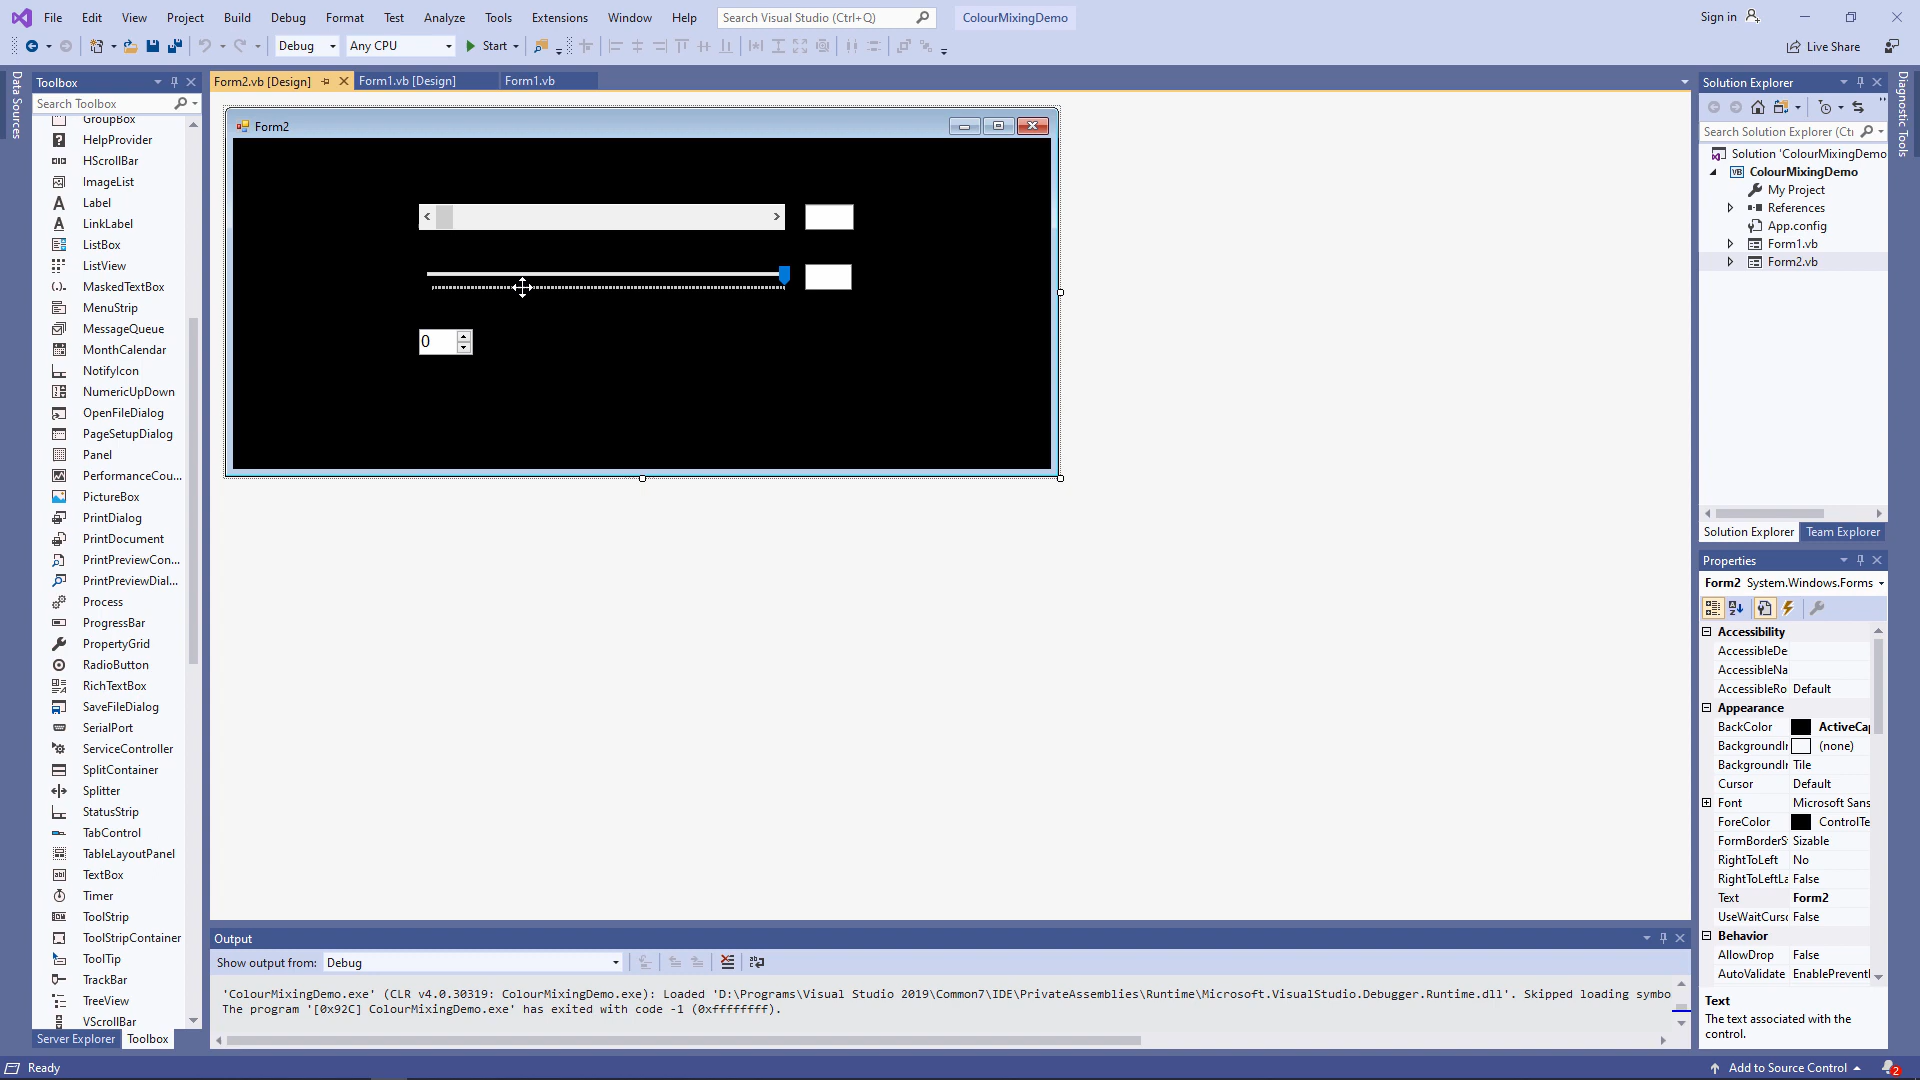 File Edit View Project Build Debug Format Test Analyze Tools Extensions Window Help Search Visual Studio (Ctrl+Q) ColourMixingDemo Sign in
Debug Any CPU Start Live Share
Data Sources
Toolbox
Search Toolbox
GroupBox
HelpProvider
HScrollBar
ImageList
Label
LinkLabel
ListBox
ListView
MaskedTextBox
MenuStrip
MessageQueue
MonthCalendar
NotifyIcon
NumericUpDown
OpenFileDialog
PageSetupDialog
Panel
PerformanceCou...
PictureBox
PrintDialog
PrintDocument
PrintPreviewCon...
PrintPreviewDial...
Process
ProgressBar
PropertyGrid
RadioButton
RichTextBox
SaveFileDialog
SerialPort
ServiceController
SplitContainer
Splitter
StatusStrip
TabControl
TableLayoutPanel
TextBox
Timer
ToolStrip
ToolStripContainer
ToolTip
TrackBar
TreeView
VScrollBar
Server Explorer Toolbox
Form2.vb [Design] Form1.vb [Design] Form1.vb
Form2
0
Output
Show output from: Debug
'ColourMixingDemo.exe' (CLR v4.0.30319: ColourMixingDemo.exe): Loaded 'D:\Programs\Visual Studio 2019\Common7\IDE\PrivateAssemblies\Runtime\Microsoft.VisualStudio.Debugger.Runtime.dll'. Skipped loading symbo
The program '[0x92C] ColourMixingDemo.exe' has exited with code -1 (0xffffffff).
Solution Explorer
Search Solution Explorer (Ctr
Solution 'ColourMixingDemo
VB ColourMixingDemo
My Project
References
App.config
Form1.vb
Form2.vb
Solution Explorer Team Explorer
Diagnostic Tools
Properties
Form2 System.Windows.Forms
Accessibility
AccessibleDe
AccessibleNa
AccessibleRo Default
Appearance
BackColor ActiveCap
BackgroundIr (none)
BackgroundIr Tile
Cursor Default
Font Microsoft Sans
ForeColor ControlTe
FormBorderS Sizable
RightToLeft No
RightToLeftLa False
Text Form2
UseWaitCurso False
Behavior
AllowDrop False
AutoValidate EnablePreventI
Text
The text associated with the
control.
Ready Add to Source Control 2